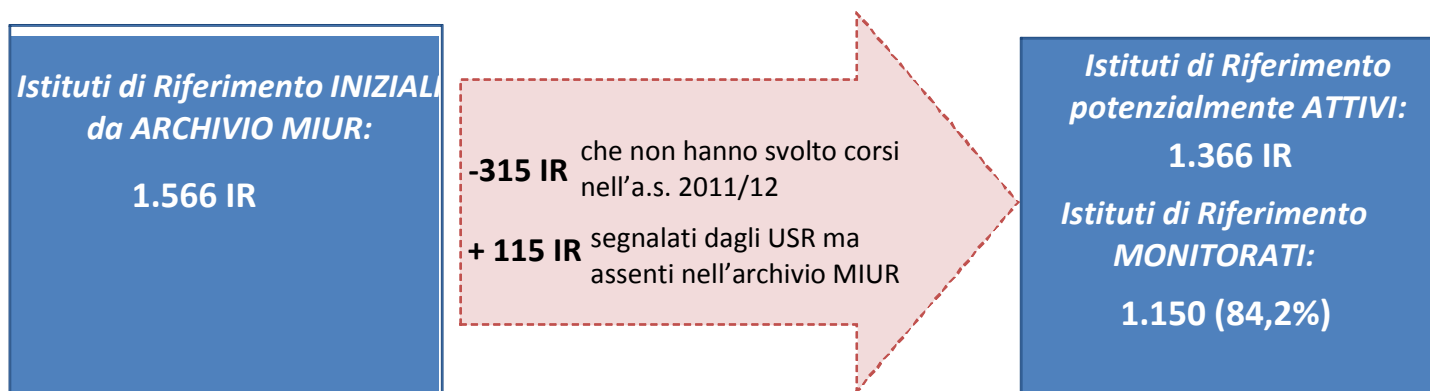 Istituti di Riferimento INIZIALI
da ARCHIVIO MIUR:
1.566 IR
-315 IR che non hanno svolto corsi
nell’a.s. 2011/12
+ 115 IR segnalati dagli USR ma
assenti nell’archivio MIUR
Istituti di Riferimento
potenzialmente ATTIVI:
1.366 IR
Istituti di Riferimento
MONITORATI:
1.150 (84,2%)